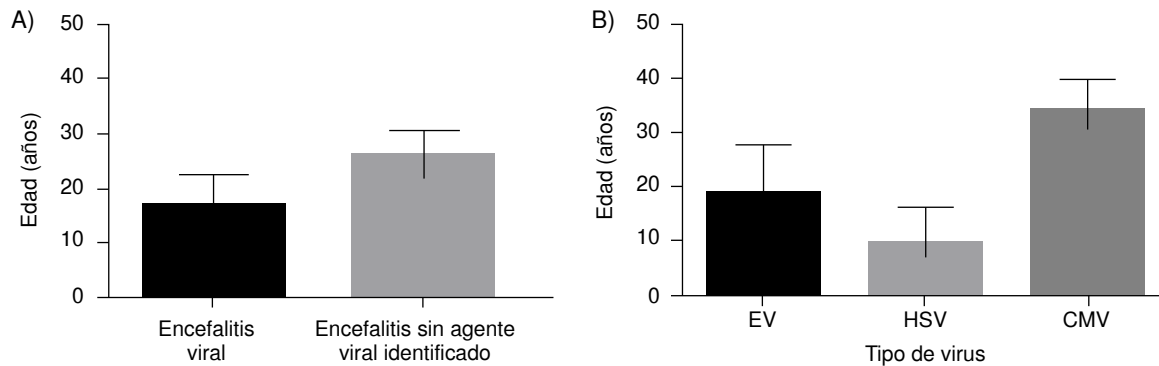 A)
50
40
30
20
10
0
Edad (años)
Encefalitis
viral
Encefalitis sin agente
viral identificado
B)
50
40
30
20
10
0
Edad (años)
EV
HSV
CMV
Tipo de virus